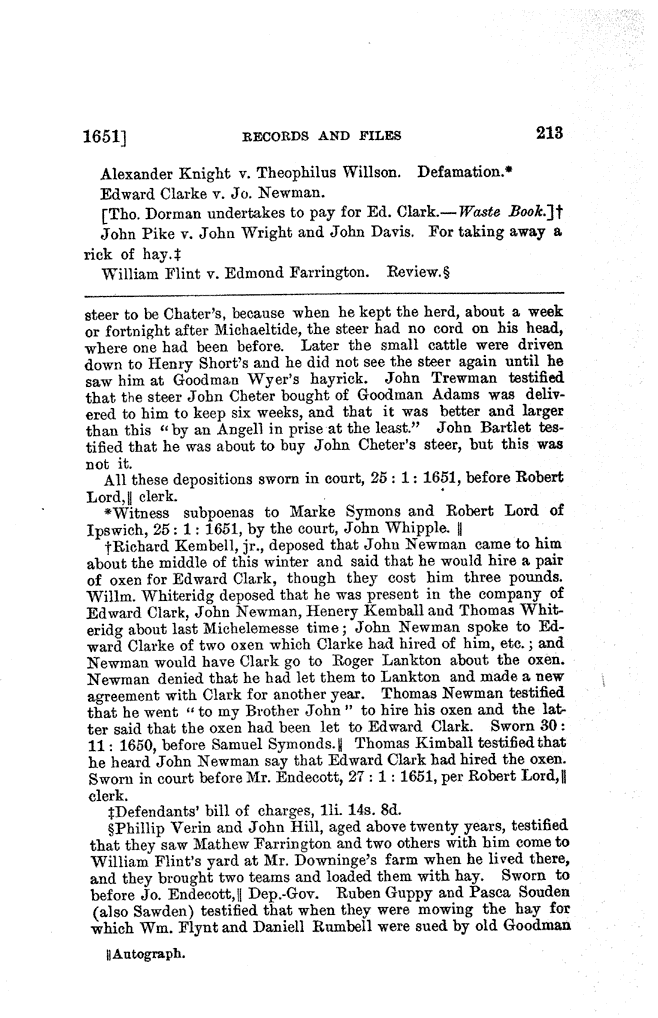 1651] RECORDS AND FILES 213
Alexander Knight v. Theophilus Willson. Defamation.*
Edward Clarke v. Jo. Newman.
[Tho. Dorman undertakes to pay for Ed. Clark.—Waste Book.]†
John Pike v. John Wright and John Davis. For taking away a
rick of hay.‡
William Flint v. Edmond Farrington. Review.§
steer to be Chater's, because when he kept the herd, about a week
or fortnight after Michaeltide, the steer had no cord on his head,
where one had been before. Later the small cattle were driven
down to Henry Short's and he did not see the steer again until he
saw him at Goodman Wyer's hayrick. John Trewman testified
that the steer John Cheter bought of Goodman Adams was deliv-
ered to him to keep six weeks, and that it was better and larger
than this "by an Angell in prise at the least." John Bartlet tes-
tified that he was about to buy John Cheter's steer, but this was
not it.
All these depositions sworn in court, 25 : 1 : 1651, before Robert
Lord,‖ clerk.
*Witness subpoenas to Marke Symons and Robert Lord of
Ipswich, 25 : 1 : 1651, by the court, John Whipple.‖
†Richard Kembell, jr., deposed that John Newman came to him
about the middle of this winter and said that he would hire a pair
of oxen for Edward Clark, though they cost him three pounds.
Willm. Whiteridg deposed that he was present in the company of
Edward Clark, John Newman, Henery Kemball and Thomas Whit-
eridg about last Michelemesse time; John Newman spoke to Ed-
ward Clarke of two oxen which Clarke had hired of him, etc.; and
Newman would have Clark go to Roger Lankton about the oxen.
Newman denied that he had let them to Lankton and made a new
agreement with Clark for another year. Thomas Newman testified
that he went "to my Brother John" to hire his oxen and the lat-
ter said that the oxen had been let to Edward Clark. Sworn 30 :
11 : 1650, before Samuel Symonds.‖ Thomas Kimball testified that
he heard John Newman say that Edward Clark had hired the oxen.
Sworn in court before Mr. Endecott, 27 : 1 : 1651, per Robert Lord,‖
clerk.
‡Defendants' bill of charges, 1li. 14s. 8d.
§Phillip Verin and John Hill, aged above twenty years, testified
that they saw Mathew Farrington and two others with him come to
William Flint's yard at Mr. Downinge's farm when he lived there,
and they brought two teams and loaded them with hay. Sworn to
before Jo. Endecott,‖ Dep.-Gov. Ruben Guppy and Pasca Souden
(also Sawden) testified that when they were mowing the hay for
which Wm. Flynt and Daniell Rumbell were sued by old Goodman
‖Autograph.